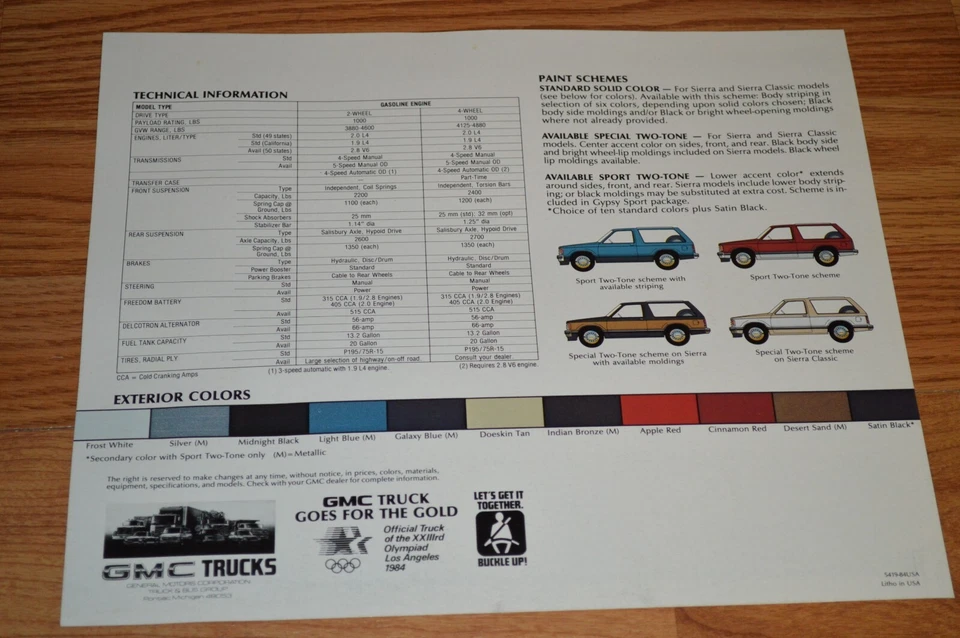 TECHNICAL INFORMATION
MODEL TYPE GASOLINE ENGINE
DRIVE TYPE 2-WHEEL 4-WHEEL
PAYLOAD RATING, LBS 1000 1000
GVW RANGE, LBS 3880-4600 4125-4880
ENGINES, LITER/TYPE Std (49 states) 2.0 L4 2.0 L4
Std (California) 1.9 L4 1.9 L4
Avail (50 states) 2.8 V6 2.8 V6
TRANSMISSIONS Std 4-Speed Manual 4-Speed Manual
Avail 5-Speed Manual OD 5-Speed Manual OD
4-Speed Automatic OD (1) 4-Speed Automatic OD (2)
TRANSFER CASE — Part-Time
FRONT SUSPENSION Type Independent, Coil Springs Independent, Torsion Bars
Capacity, Lbs 2200 2400
Spring Cap @ Ground, Lbs 1100 (each) 1200 (each)
Shock Absorbers 25 mm 25 mm (std); 32 mm (opt)
Stabilizer Bar 1.14" dia 1.25" dia
REAR SUSPENSION Type Salisbury Axle, Hypoid Drive Salisbury Axle, Hypoid Drive
Axle Capacity, Lbs 2600 2700
Spring Cap @ Ground, Lbs 1350 (each) 1350 (each)
BRAKES Type Hydraulic, Disc/Drum Hydraulic, Disc/Drum
Power Booster Standard Standard
Parking Brakes Cable to Rear Wheels Cable to Rear Wheels
STEERING Std Manual Manual
Avail Power Power
FREEDOM BATTERY Std 315 CCA (1.9/2.8 Engines) 315 CCA (1.9/2.8 Engines)
405 CCA (2.0 Engine) 405 CCA (2.0 Engine)
Avail 515 CCA 515 CCA
DELCOTRON ALTERNATOR Std 56-amp 56-amp
Avail 66-amp 66-amp
FUEL TANK CAPACITY Std 13.2 Gallon 13.2 Gallon
Avail 20 Gallon 20 Gallon
TIRES, RADIAL PLY Std P195/75R-15 P195/75R-15
Avail Large selection of highway/on-off road. Consult your dealer.
CCA = Cold Cranking Amps (1) 3-speed automatic with 1.9 L4 engine. (2) Requires 2.8 V6 engine.
PAINT SCHEMES
STANDARD SOLID COLOR — For Sierra and Sierra Classic models
(see below for colors). Available with this scheme: Body striping in
selection of six colors, depending upon solid colors chosen; Black
body side moldings and/or Black or bright wheel-opening moldings
where not already provided.
AVAILABLE SPECIAL TWO-TONE — For Sierra and Sierra Classic
models. Center accent color on sides, front, and rear. Black body side
and bright wheel-lip moldings included on Sierra models. Black wheel
lip moldings available.
AVAILABLE SPORT TWO-TONE — Lower accent color* extends
around sides, front, and rear. Sierra models include lower body strip-
ing; or black moldings may be substituted at extra cost. Scheme is in-
cluded in Gypsy Sport package.
*Choice of ten standard colors plus Satin Black.
Sport Two-Tone scheme with
available striping
Sport Two-Tone scheme
Special Two-Tone scheme on Sierra
with available moldings
Special Two-Tone scheme
on Sierra Classic
EXTERIOR COLORS
Frost White Silver (M) Midnight Black Light Blue (M) Galaxy Blue (M) Doeskin Tan Indian Bronze (M) Apple Red Cinnamon Red Desert Sand (M) Satin Black*
*Secondary color with Sport Two-Tone only (M)=Metallic
The right is reserved to make changes at any time, without notice, in prices, colors, materials,
equipment, specifications, and models. Check with your GMC dealer for complete information.
GMC TRUCKS
GENERAL MOTORS CORPORATION
TRUCK & BUS GROUP
Pontiac, Michigan 48053
GMC TRUCK
GOES FOR THE GOLD
Official Truck
of the XXIIIrd
Olympiad
Los Angeles
1984
LET'S GET IT
TOGETHER.
BUCKLE UP!
5419-84USA
Litho in USA